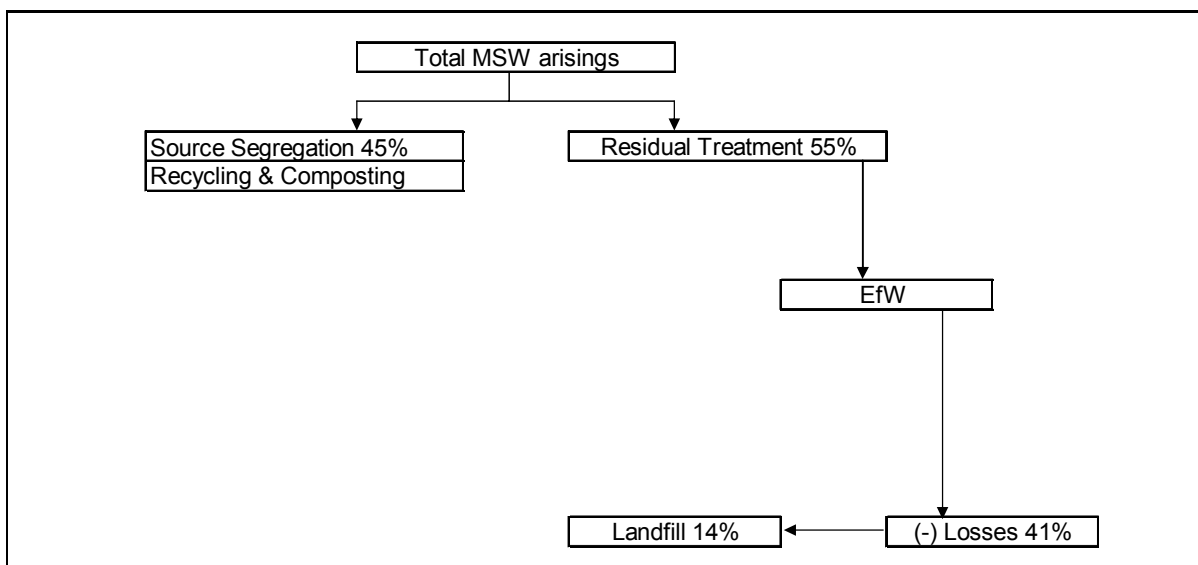 Total MSW arisings
Source Segregation 45%
Recycling & Composting
Residual Treatment 55%
EfW
Landfill 14%
(-) Losses 41%